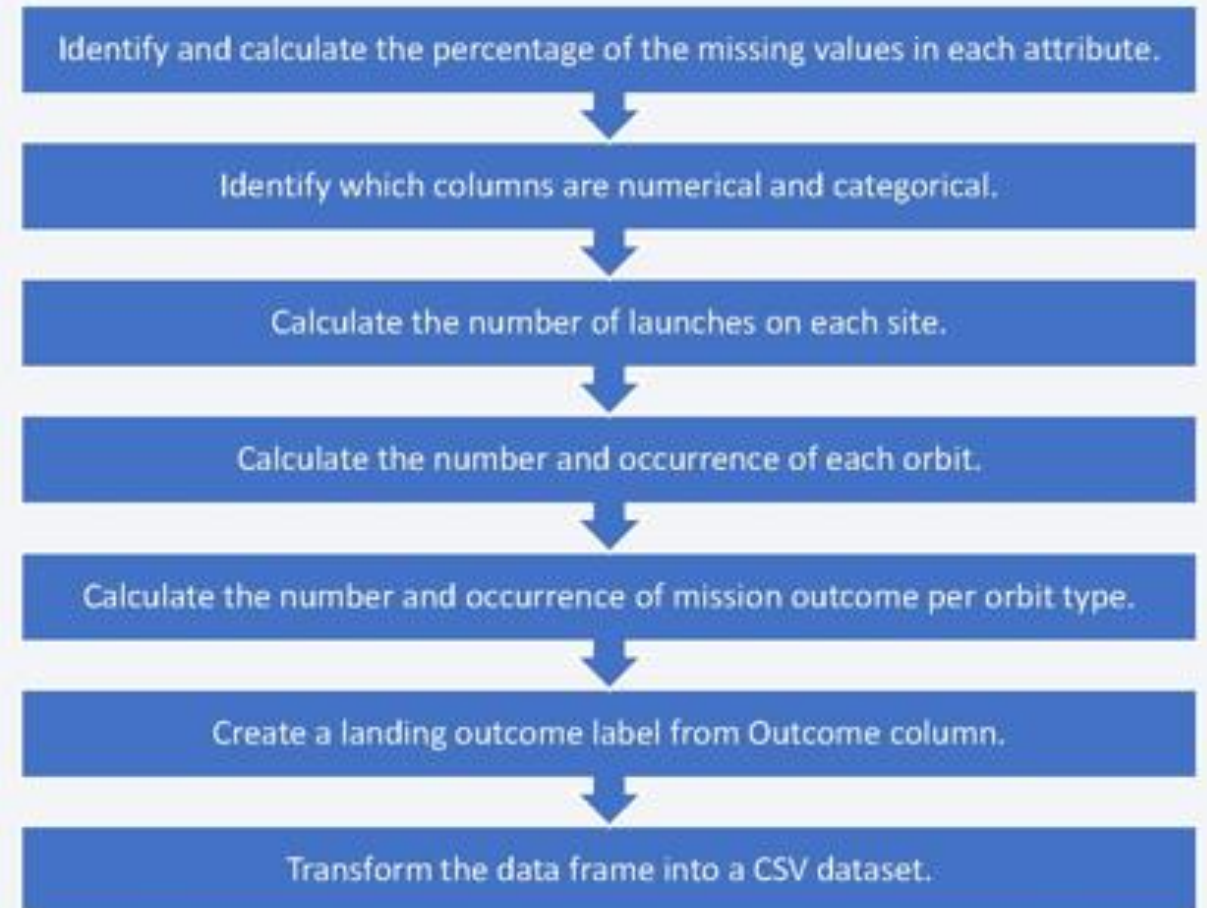 Identify and calculate the percentage of the missing values in each attribute.
Identify which columns are numerical and categorical.
Calculate the number of launches on each site.
Calculate the number and occurrence of each orbit.
Calculate the number and occurrence of mission outcome per orbit type.
Create a landing outcome label from Outcome column.
Transform the data frame into a CSV dataset.